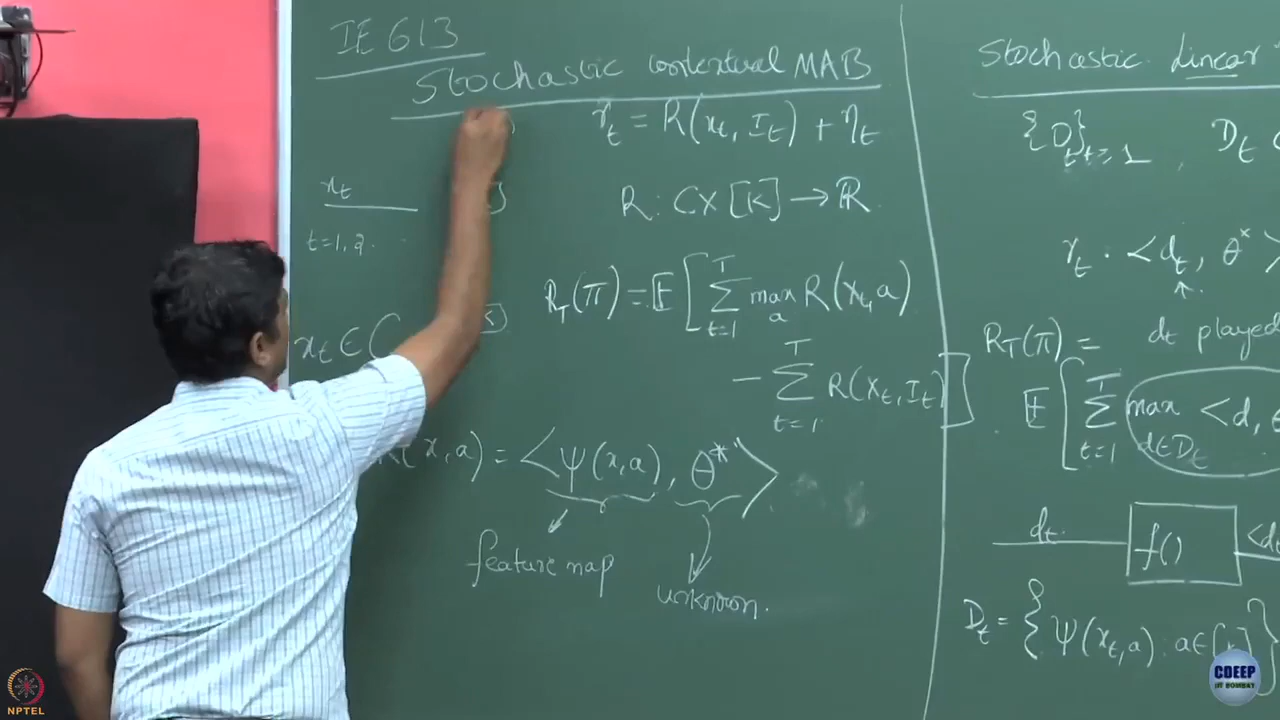 IE 613
Stochastic contextual MAB
r_t = R(x_t, I_t) + η_t
x_t
t=1, 2 . .
R : C × [K] → ℝ
x_t ∈ C
R_T(π) = 𝔼 [ Σ_{t=1}^{T} max_a R(x_t, a)
− Σ_{t=1}^{T} R(x_t, I_t) ]
(x, a) = <ψ(x, a), θ*>
feature map
unknown.
Stochastic Linear
{D}_{t t≥1} , D_t
r_t . <d_t, θ*>
R_T(π) = d_t played
𝔼 [ Σ_{t=1}^{T} max_{d∈D_t} <d,
d_t. f( ) <d_t
D_t = { ψ(x_t, a) : a ∈ [K] }
NPTEL
CDEEP
IIT BOMBAY